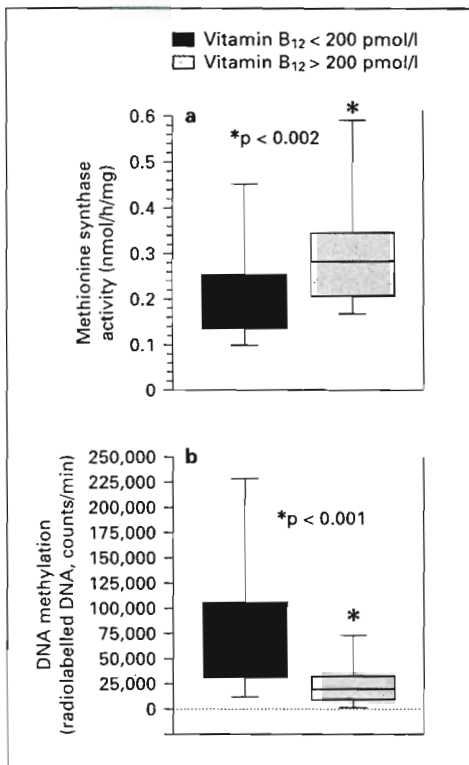 Vitamin B₁₂ < 200 pmol/l
Vitamin B₁₂ > 200 pmol/l
a
*
*p < 0.002
Methionine synthase
activity (nmol/h/mg)
0.6
0.5
0.4
0.3
0.2
0.1
0
b
*p < 0.001
*
DNA methylation
(radiolabelled DNA, counts/min)
250,000
225,000
200,000
175,000
150,000
125,000
100,000
75,000
50,000
25,000
0